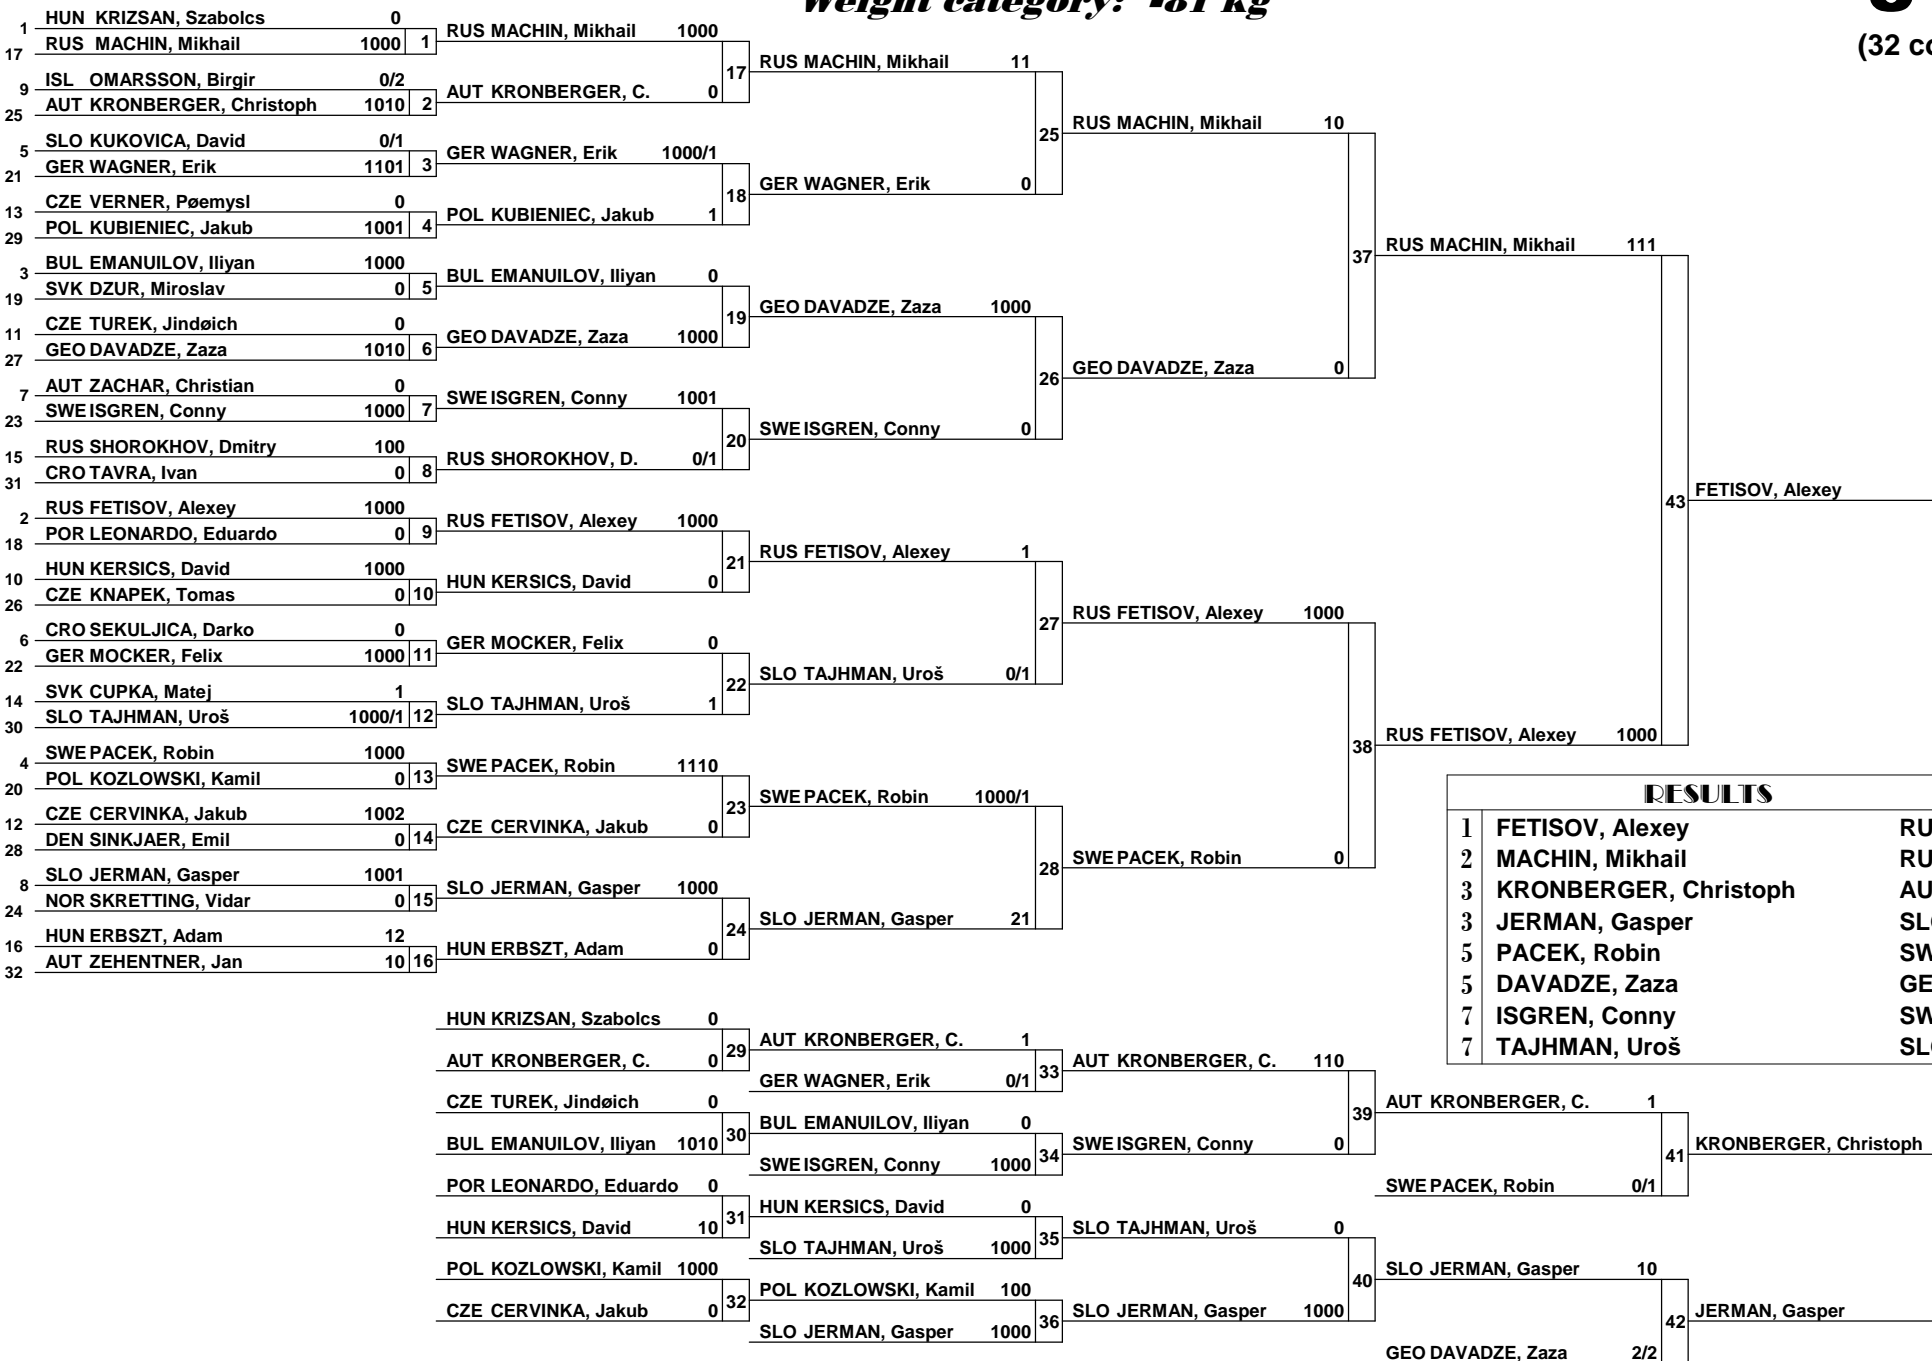 Weight category: -81 kg
(32 co
1 HUN KRIZSAN, Szabolcs 0
17 RUS MACHIN, Mikhail 1000 1
9 ISL OMARSSON, Birgir 0/2
25 AUT KRONBERGER, Christoph 1010 2
5 SLO KUKOVICA, David 0/1
21 GER WAGNER, Erik 1101 3
13 CZE VERNER, Pøemysl 0
29 POL KUBIENIEC, Jakub 1001 4
3 BUL EMANUILOV, Iliyan 1000
19 SVK DZUR, Miroslav 0 5
11 CZE TUREK, Jindøich 0
27 GEO DAVADZE, Zaza 1010 6
7 AUT ZACHAR, Christian 0
23 SWE ISGREN, Conny 1000 7
15 RUS SHOROKHOV, Dmitry 100
31 CRO TAVRA, Ivan 0 8
2 RUS FETISOV, Alexey 1000
18 POR LEONARDO, Eduardo 0 9
10 HUN KERSICS, David 1000
26 CZE KNAPEK, Tomas 0 10
6 CRO SEKULJICA, Darko 0
22 GER MOCKER, Felix 1000 11
14 SVK CUPKA, Matej 1
30 SLO TAJHMAN, Uroš 1000/1 12
4 SWE PACEK, Robin 1000
20 POL KOZLOWSKI, Kamil 0 13
12 CZE CERVINKA, Jakub 1002
28 DEN SINKJAER, Emil 0 14
8 SLO JERMAN, Gasper 1001
24 NOR SKRETTING, Vidar 0 15
16 HUN ERBSZT, Adam 12
32 AUT ZEHENTNER, Jan 10 16
RUS MACHIN, Mikhail 1000
17
AUT KRONBERGER, C. 0
GER WAGNER, Erik 1000/1
18
POL KUBIENIEC, Jakub 1
BUL EMANUILOV, Iliyan 0
19
GEO DAVADZE, Zaza 1000
SWE ISGREN, Conny 1001
20
RUS SHOROKHOV, D. 0/1
RUS FETISOV, Alexey 1000
21
HUN KERSICS, David 0
GER MOCKER, Felix 0
22
SLO TAJHMAN, Uroš 1
SWE PACEK, Robin 1110
23
CZE CERVINKA, Jakub 0
SLO JERMAN, Gasper 1000
24
HUN ERBSZT, Adam 0
RUS MACHIN, Mikhail 11
25
GER WAGNER, Erik 0
GEO DAVADZE, Zaza 1000
26
SWE ISGREN, Conny 0
RUS FETISOV, Alexey 1
27
SLO TAJHMAN, Uroš 0/1
SWE PACEK, Robin 1000/1
28
SLO JERMAN, Gasper 21
RUS MACHIN, Mikhail 10
37
GEO DAVADZE, Zaza 0
RUS FETISOV, Alexey 1000
38
SWE PACEK, Robin 0
RUS MACHIN, Mikhail 111
43
RUS FETISOV, Alexey 1000
FETISOV, Alexey
RESULTS
1 FETISOV, Alexey RU
2 MACHIN, Mikhail RU
3 KRONBERGER, Christoph AU
3 JERMAN, Gasper SL
5 PACEK, Robin SW
5 DAVADZE, Zaza GE
7 ISGREN, Conny SW
7 TAJHMAN, Uroš SL
HUN KRIZSAN, Szabolcs 0
29
AUT KRONBERGER, C. 0
CZE TUREK, Jindøich 0
30
BUL EMANUILOV, Iliyan 1010
POR LEONARDO, Eduardo 0
31
HUN KERSICS, David 10
POL KOZLOWSKI, Kamil 1000
32
CZE CERVINKA, Jakub 0
AUT KRONBERGER, C. 1
33
GER WAGNER, Erik 0/1
BUL EMANUILOV, Iliyan 0
34
SWE ISGREN, Conny 1000
HUN KERSICS, David 0
35
SLO TAJHMAN, Uroš 1000
POL KOZLOWSKI, Kamil 100
36
SLO JERMAN, Gasper 1000
AUT KRONBERGER, C. 110
39
SWE ISGREN, Conny 0
SLO TAJHMAN, Uroš 0
40
SLO JERMAN, Gasper 1000
AUT KRONBERGER, C. 1
41
SWE PACEK, Robin 0/1
SLO JERMAN, Gasper 10
42
GEO DAVADZE, Zaza 2/2
KRONBERGER, Christoph
JERMAN, Gasper